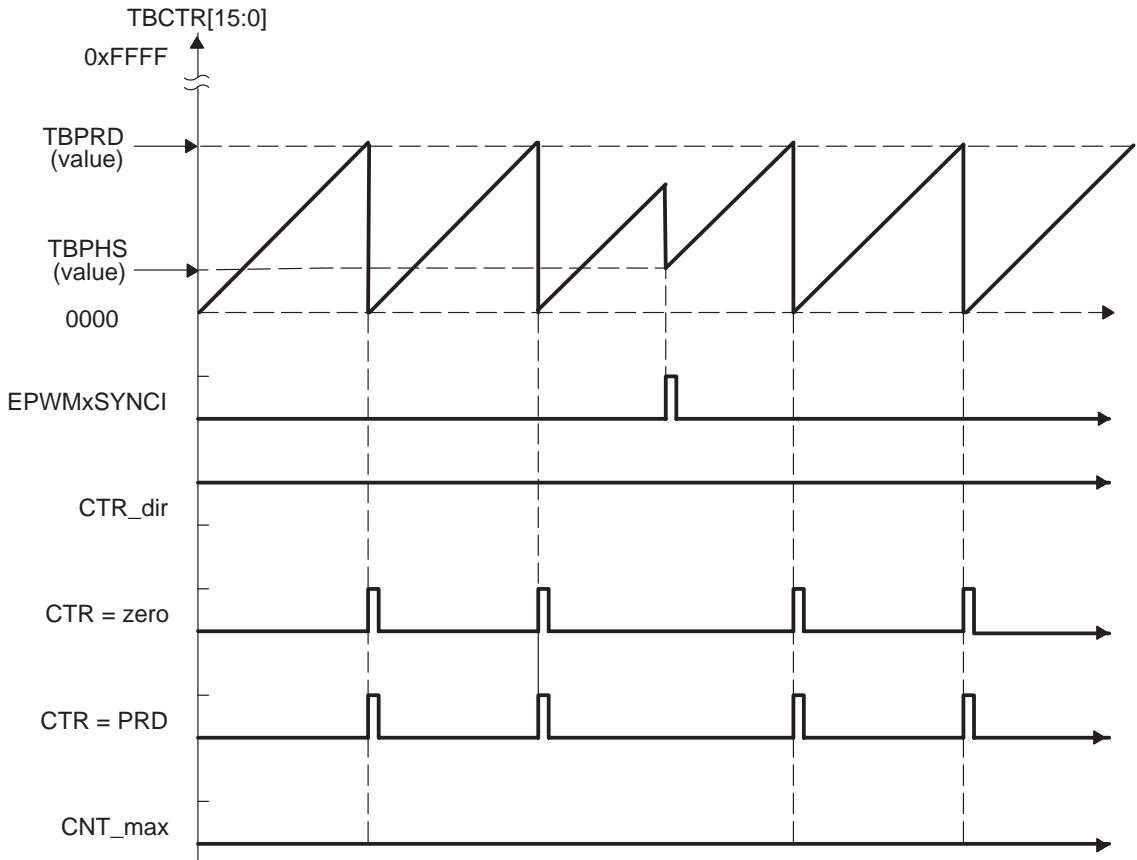 TBCTR[15:0]
0xFFFF
TBPRD
(value)
TBPHS
(value)
0000
EPWMxSYNCI
CTR_dir
CTR = zero
CTR = PRD
CNT_max